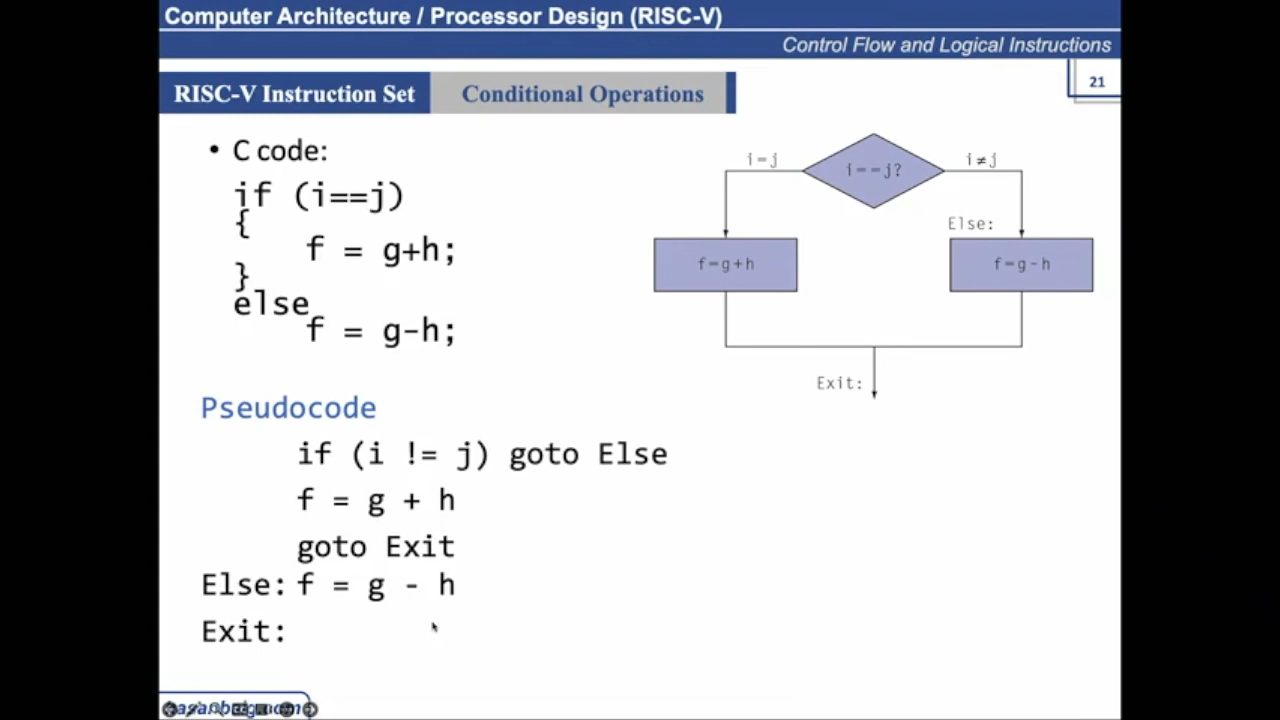 Computer Architecture / Processor Design (RISC-V)
Control Flow and Logical Instructions
RISC-V Instruction Set
Conditional Operations
21
• C code:
if (i==j)
{
f = g+h;
}
else
f = g-h;
i=j
i==j?
i≠j
Else:
f=g+h
f=g-h
Exit:
Pseudocode
if (i != j) goto Else
f = g + h
goto Exit
Else: f = g - h
Exit: